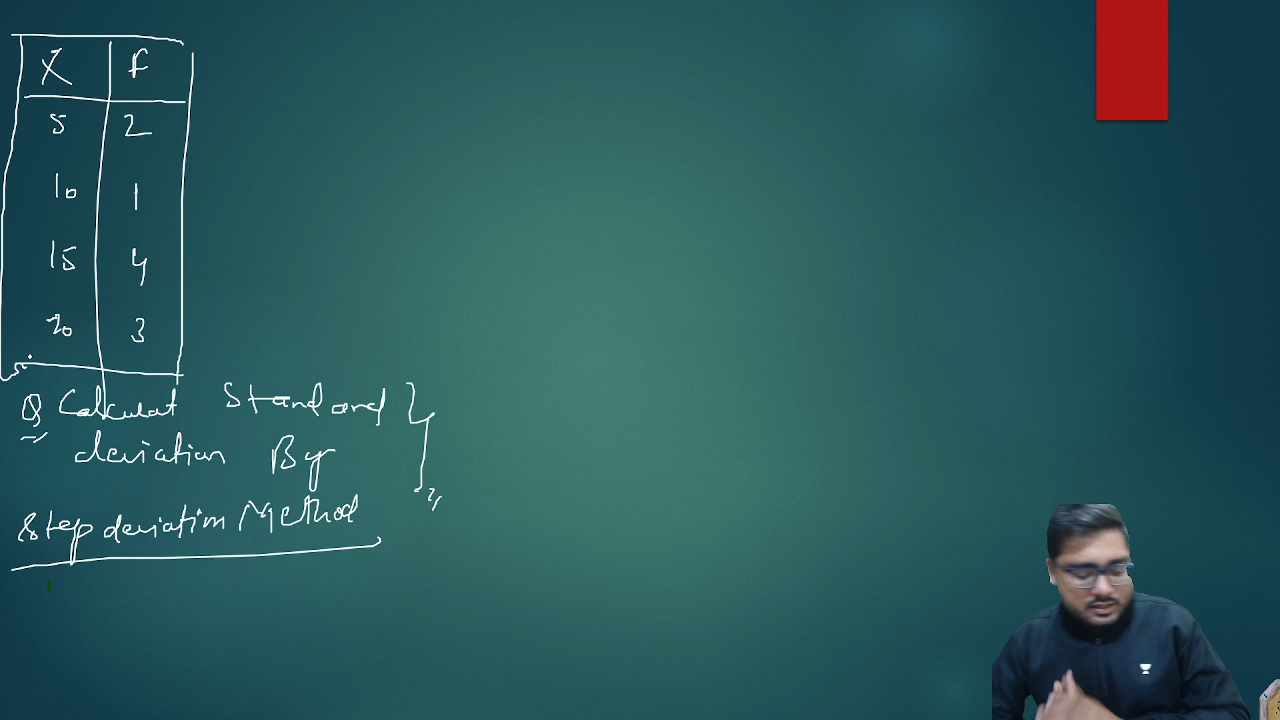 X f
5 2
10 1
15 4
20 3
Q Calculat Standard
deviation By
Step deviation Method